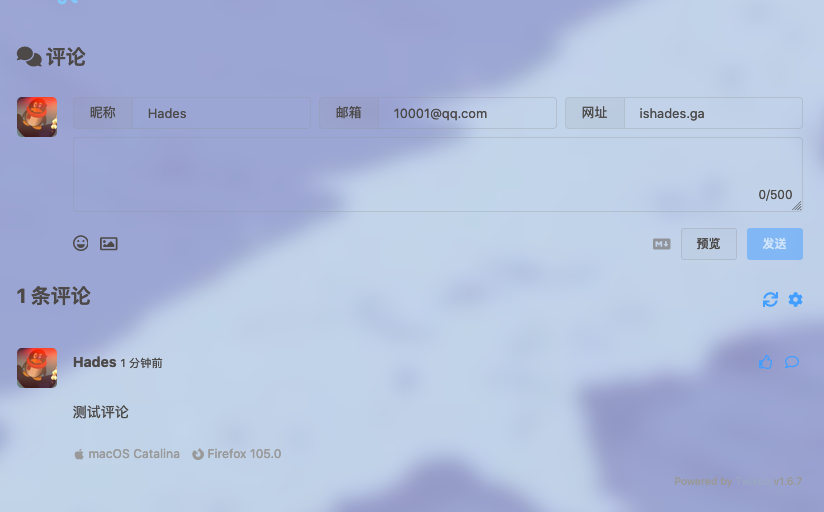 评论
昵称 Hades 邮箱 10001@qq.com 网址 ishades.ga
0/500
M↓ 预览 发送
1 条评论
Hades 1 分钟前
测试评论
macOS Catalina Firefox 105.0
Powered by v1.6.7